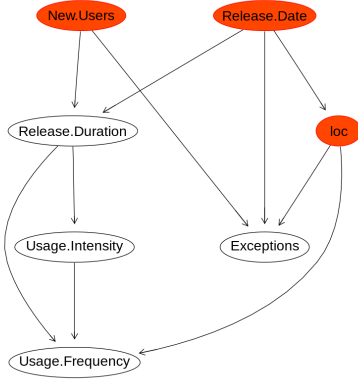 New.Users
Release.Date
Release.Duration
loc
Usage.Intensity
Exceptions
Usage.Frequency